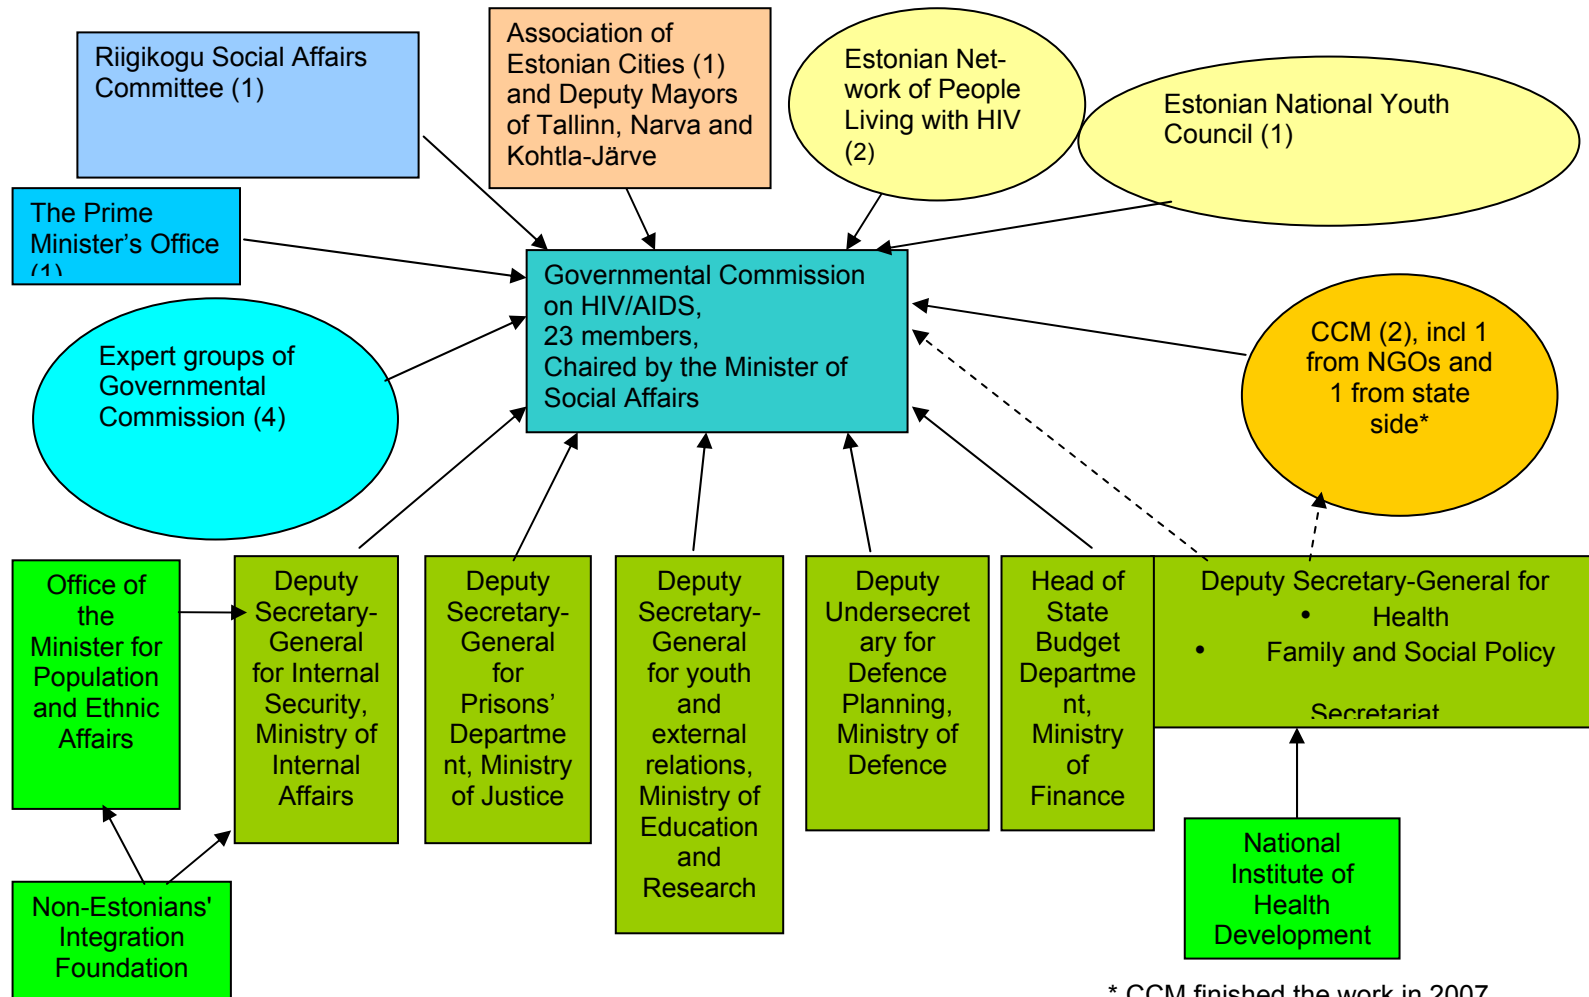 Riigikogu Social Affairs
Committee (1)
Association of
Estonian Cities (1)
and Deputy Mayors
of Tallinn, Narva and
Kohtla-Järve
Estonian Net-
work of People
Living with HIV
(2)
Estonian National Youth
Council (1)
The Prime
Minister’s Office
(1)
Governmental Commission
on HIV/AIDS,
23 members,
Chaired by the Minister of
Social Affairs
Expert groups of
Governmental
Commission (4)
CCM (2), incl 1
from NGOs and
1 from state
side*
Office of
the
Minister for
Population
and Ethnic
Affairs
Deputy
Secretary-
General
for Internal
Security,
Ministry of
Internal
Affairs
Deputy
Secretary-
General
for
Prisons’
Departme
nt, Ministry
of Justice
Deputy
Secretary-
General
for youth
and
external
relations,
Ministry of
Education
and
Research
Deputy
Undersecret
ary for
Defence
Planning,
Ministry of
Defence
Head of
State
Budget
Departme
nt,
Ministry
of
Finance
Deputy Secretary-General for
• Health
• Family and Social Policy
Secretariat
Non-Estonians'
Integration
Foundation
National
Institute of
Health
Development
* CCM finished the work in 2007